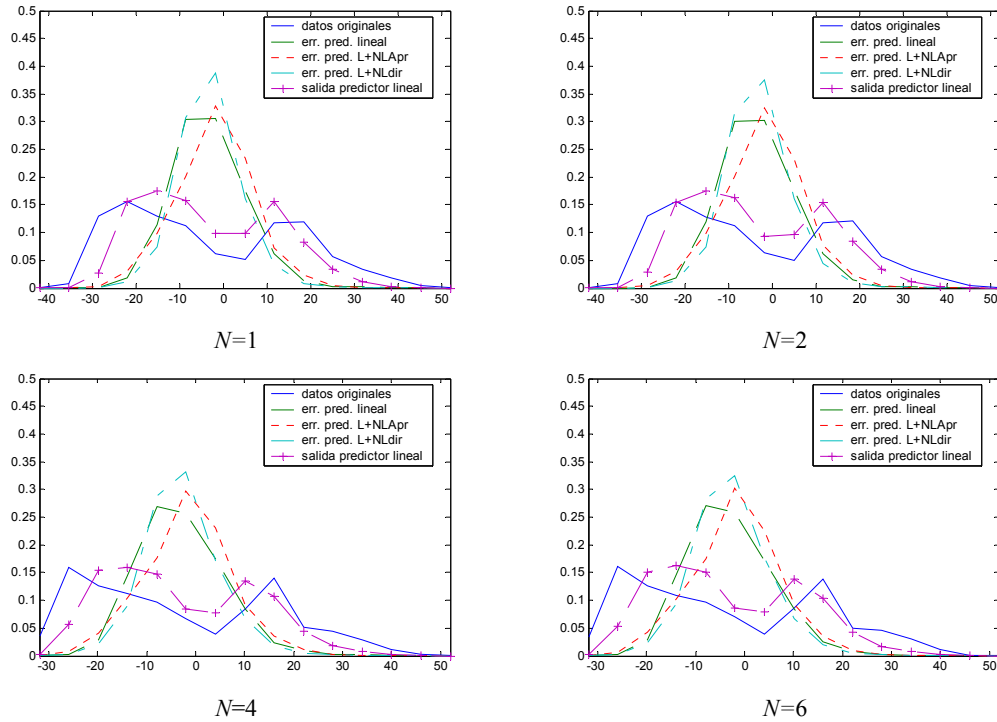 0.5
0.45
0.4
0.35
0.3
0.25
0.2
0.15
0.1
0.05
0
-40 -30 -20 -10 0 10 20 30 40 50
datos originales
err. pred. lineal
err. pred. L+NLApr
err. pred. L+NLdir
salida predictor lineal
N=1
0.5
0.45
0.4
0.35
0.3
0.25
0.2
0.15
0.1
0.05
0
-30 -20 -10 0 10 20 30 40 50
datos originales
err. pred. lineal
err. pred. L+NLApr
err. pred. L+NLdir
salida predictor lineal
N=2
0.5
0.45
0.4
0.35
0.3
0.25
0.2
0.15
0.1
0.05
0
-30 -20 -10 0 10 20 30 40 50
datos originales
err. pred. lineal
err. pred. L+NLApr
err. pred. L+NLdir
salida predictor lineal
N=4
0.5
0.45
0.4
0.35
0.3
0.25
0.2
0.15
0.1
0.05
0
-30 -20 -10 0 10 20 30 40 50
datos originales
err. pred. lineal
err. pred. L+NLApr
err. pred. L+NLdir
salida predictor lineal
N=6